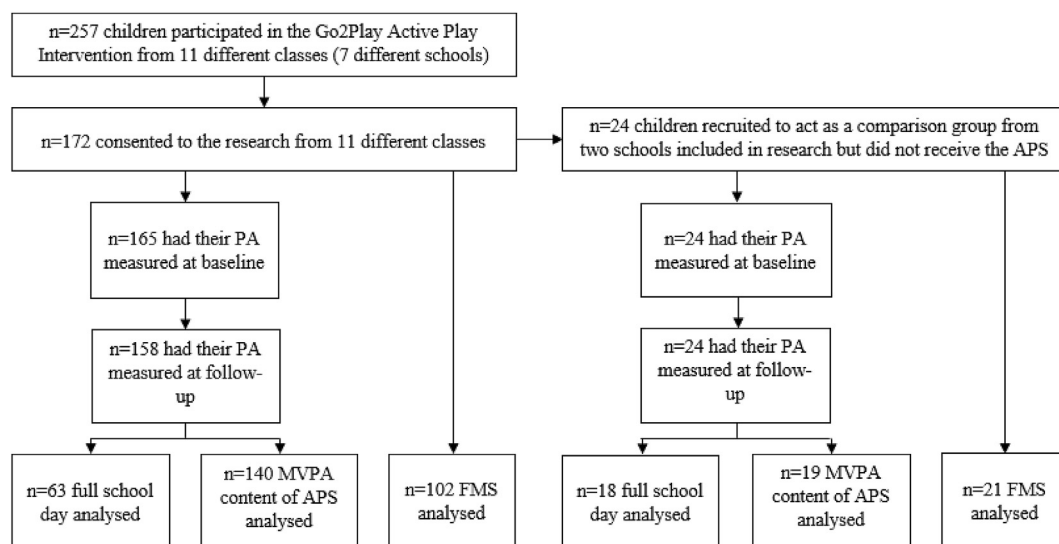 n=257 children participated in the Go2Play Active Play
Intervention from 11 different classes (7 different schools)
n=172 consented to the research from 11 different classes
n=24 children recruited to act as a comparison group from
two schools included in research but did not receive the APS
n=165 had their PA
measured at baseline
n=24 had their PA
measured at baseline
n=158 had their PA
measured at follow-
up
n=24 had their PA
measured at follow-
up
n=63 full school
day analysed
n=140 MVPA
content of APS
analysed
n=102 FMS
analysed
n=18 full school
day analysed
n=19 MVPA
content of APS
analysed
n=21 FMS
analysed